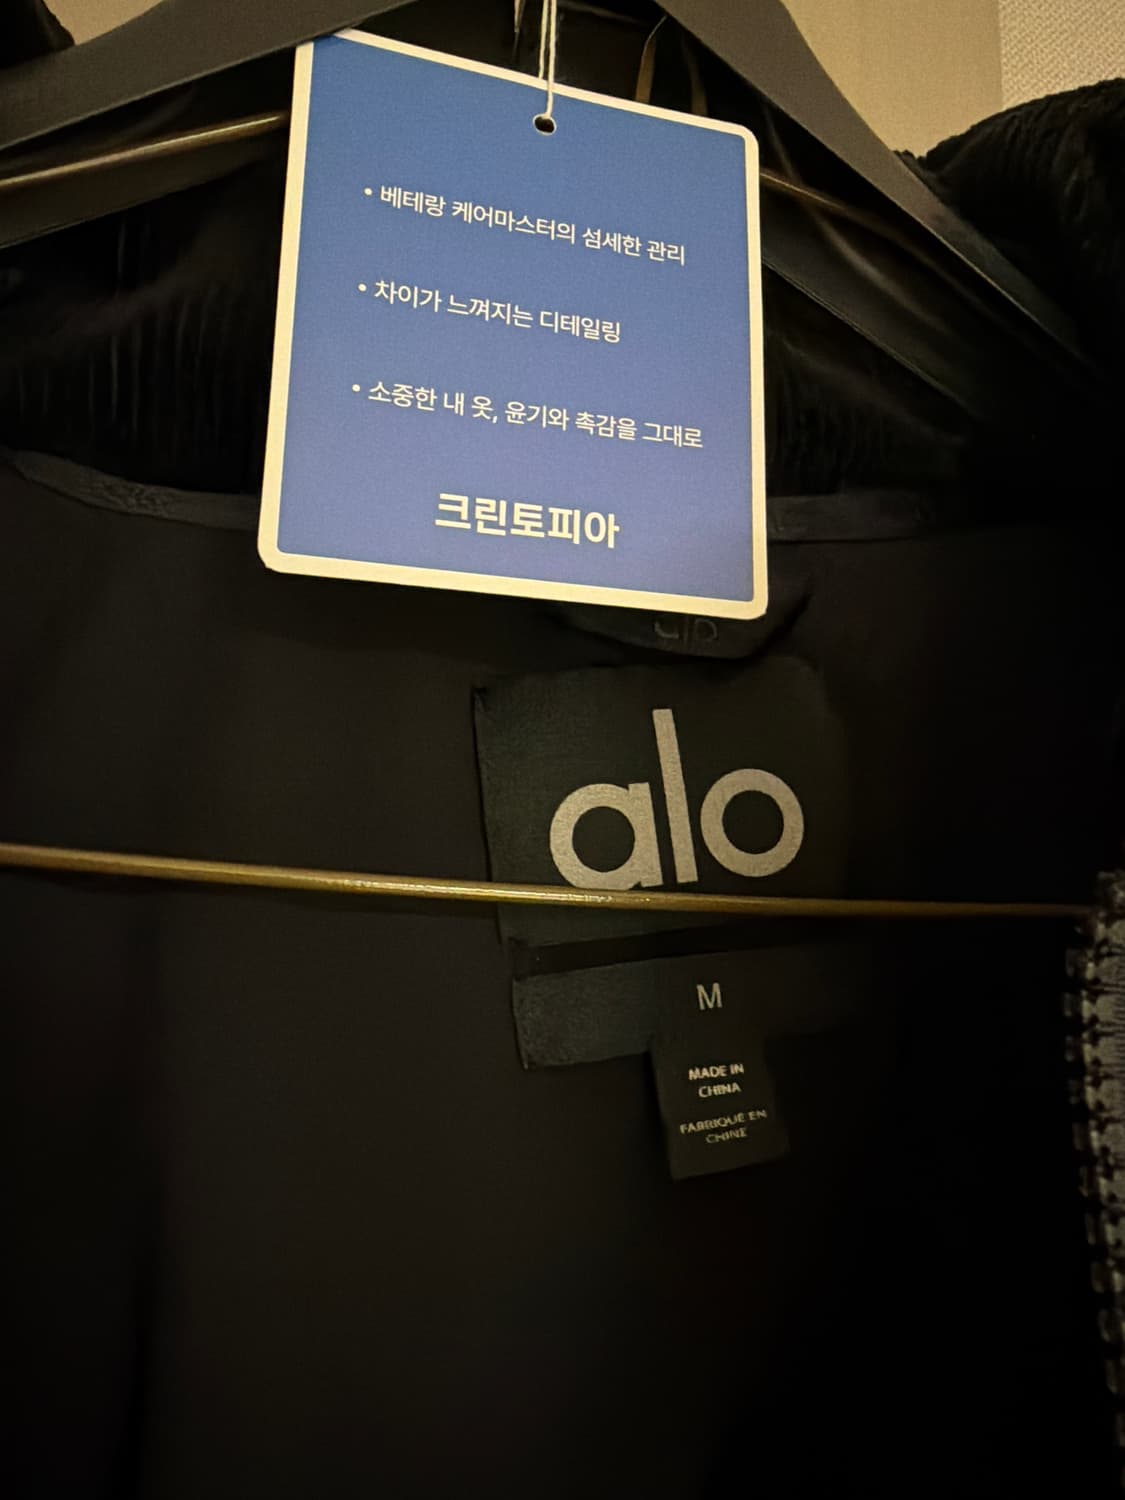 • 베테랑 케어마스터의 섬세한 관리
• 차이가 느껴지는 디테일링
• 소중한 내 옷, 윤기와 촉감을 그대로
크린토피아
alo
M
MADE IN
CHINA
FABRIQUÉ EN
CHINE